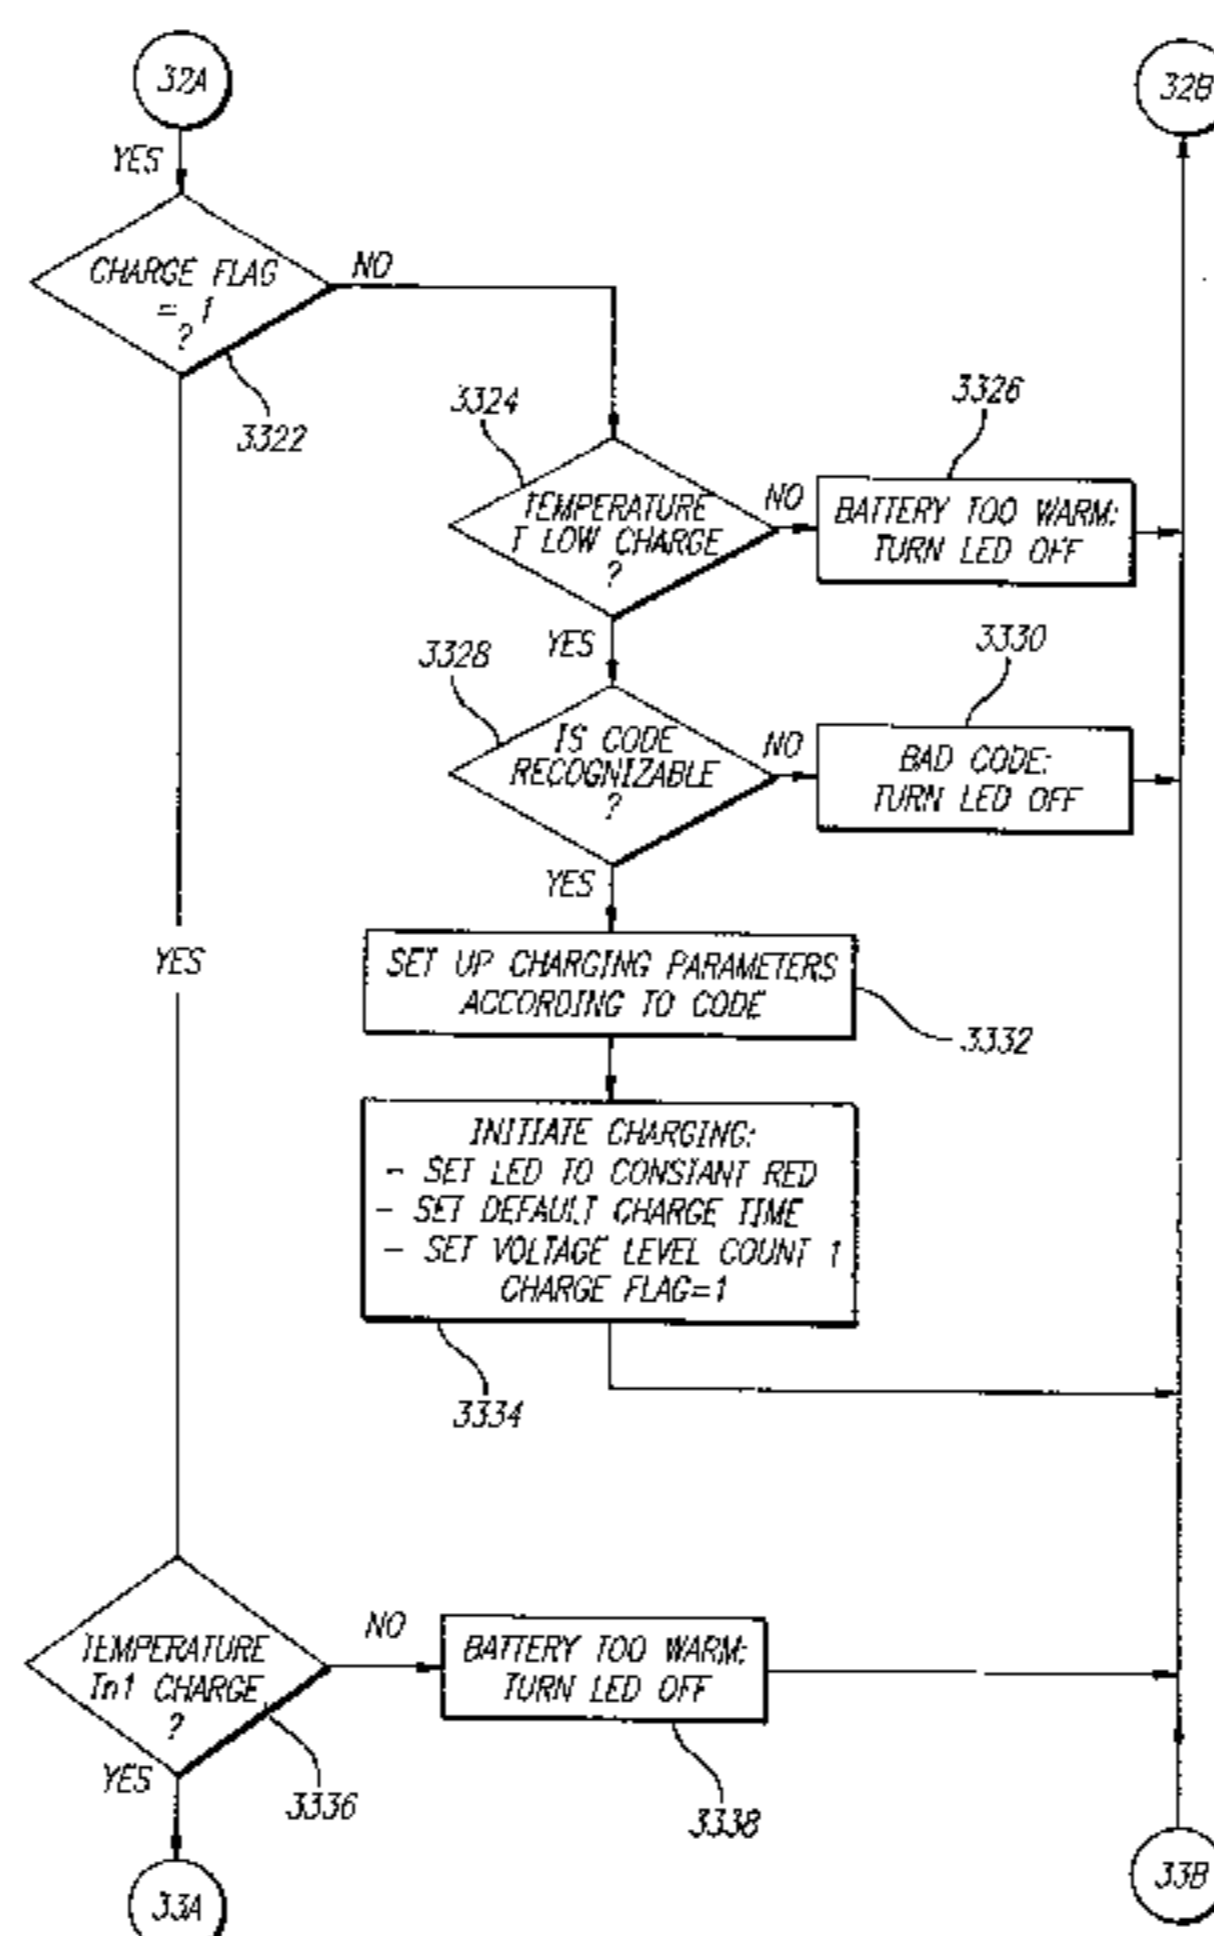 32A
32B
YES
CHARGE FLAG
= 1
?
NO
3322
3324
3326
TEMPERATURE
T LOW CHARGE
?
NO
BATTERY TOO WARM:
TURN LED OFF
YES
3328
3330
IS CODE
RECOGNIZABLE
?
NO
BAD CODE:
TURN LED OFF
YES
YES
SET UP CHARGING PARAMETERS
ACCORDING TO CODE
3332
INITIATE CHARGING:
- SET LED TO CONSTANT RED
- SET DEFAULT CHARGE TIME
- SET VOLTAGE LEVEL COUNT 1
CHARGE FLAG=1
3334
TEMPERATURE
In1 CHARGE
?
NO
BATTERY TOO WARM:
TURN LED OFF
YES
3336
3338
33A
33B